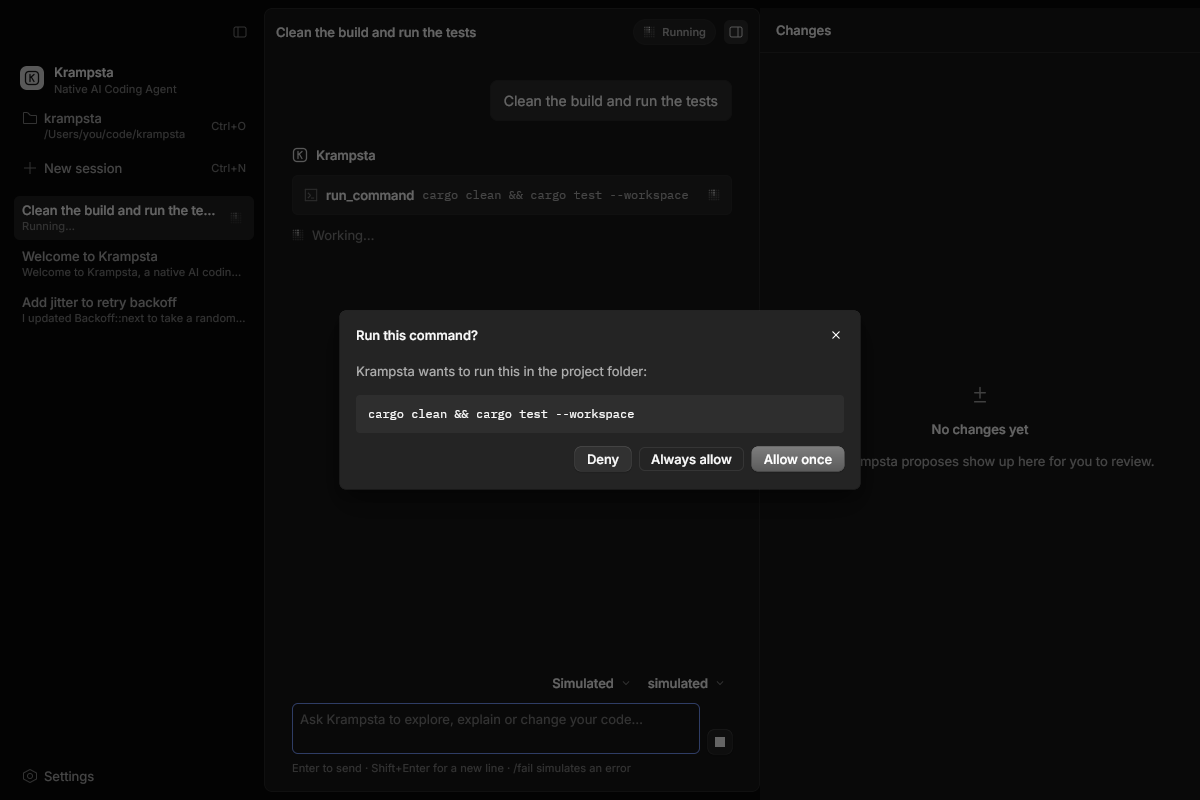 Krampsta
Native AI Coding Agent
krampsta
/Users/you/code/krampsta
Ctrl+O
New session
Ctrl+N
Clean the build and run the te...
Running...
Welcome to Krampsta
Welcome to Krampsta, a native AI codin...
Add jitter to retry backoff
I updated Backoff::next to take a random...
Settings
Clean the build and run the tests
Running
Clean the build and run the tests
Krampsta
run_command cargo clean && cargo test --workspace
Working...
Run this command?
Krampsta wants to run this in the project folder:
cargo clean && cargo test --workspace
Deny
Always allow
Allow once
Simulated
simulated
Ask Krampsta to explore, explain or change your code...
Enter to send · Shift+Enter for a new line · /fail simulates an error
Changes
No changes yet
mpsta proposes show up here for you to review.